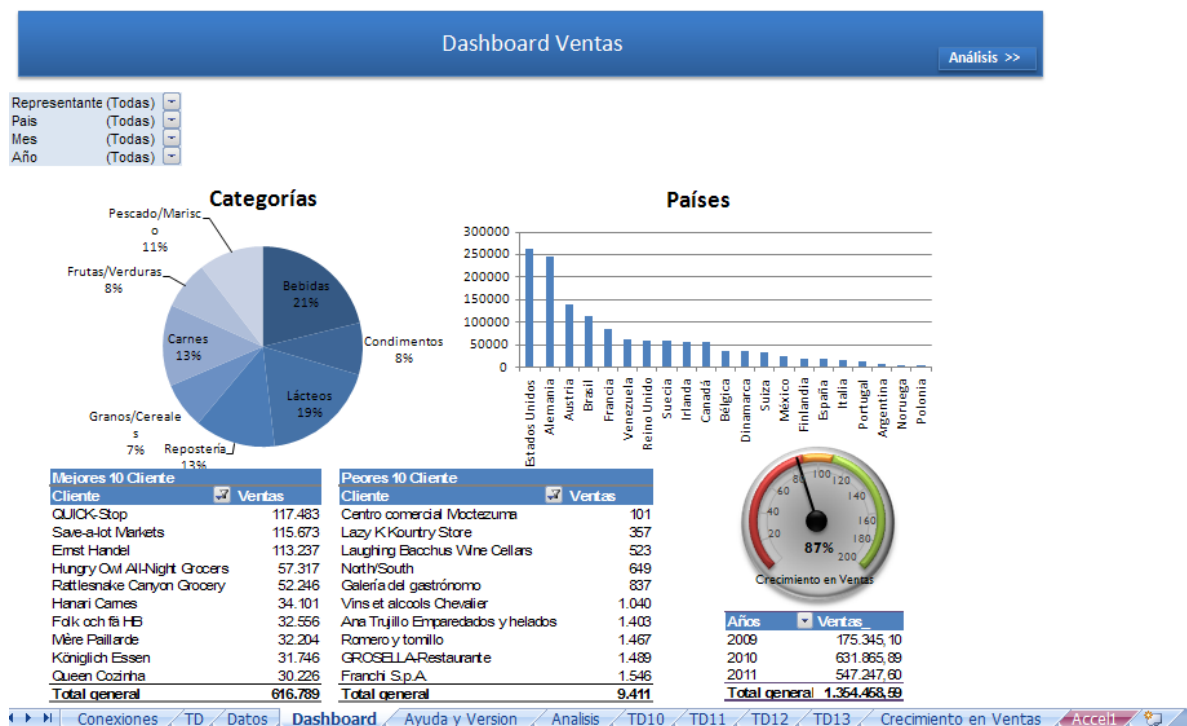 Dashboard Ventas
Análisis >>
Representante (Todas)
Pais (Todas)
Mes (Todas)
Año (Todas)
Categorías
Pescado/Marisc
o
11%
Frutas/Verduras
8%
Bebidas
21%
Carnes
13%
Condimentos
8%
Lácteos
19%
Granos/Cereale
s
7%
Repostería
13%
Países
300000
250000
200000
150000
100000
50000
0
Estados Unidos
Alemania
Austria
Brasil
Francia
Venezuela
Reino Unido
Suecia
Irlanda
Canadá
Bélgica
Dinamarca
Suiza
México
Finlandia
España
Italia
Portugal
Argentina
Noruega
Polonia
Mejores 10 Cliente
Cliente Ventas
QUICK-Stop 117.483
Save-a-lot Markets 115.673
Ernst Handel 113.237
Hungry Owl All-Night Grocers 57.317
Rattlesnake Canyon Grocery 52.246
Hanari Carnes 34.101
Folk och fä HB 32.556
Mère Paillarde 32.204
Königlich Essen 31.746
Queen Cozinha 30.226
Total general 616.789
Peores 10 Cliente
Cliente Ventas
Centro comercial Moctezuma 101
Lazy K Kountry Store 357
Laughing Bacchus Wine Cellars 523
North/South 649
Galería del gastrónomo 837
Vins et alcools Chevalier 1.040
Ana Trujillo Emparedados y helados 1.403
Romero y tomillo 1.467
GROSELLA-Restaurante 1.489
Franchi S.p.A. 1.546
Total general 9.411
20
40
60
80
100
120
140
160
180
200
87%
Crecimiento en Ventas
Años Ventas_
2009 175.345,10
2010 631.865,89
2011 547.247,60
Total general 1.354.458,59
Conexiones TD Datos Dashboard Ayuda y Version Analisis TD10 TD11 TD12 TD13 Crecimiento en Ventas Accel1